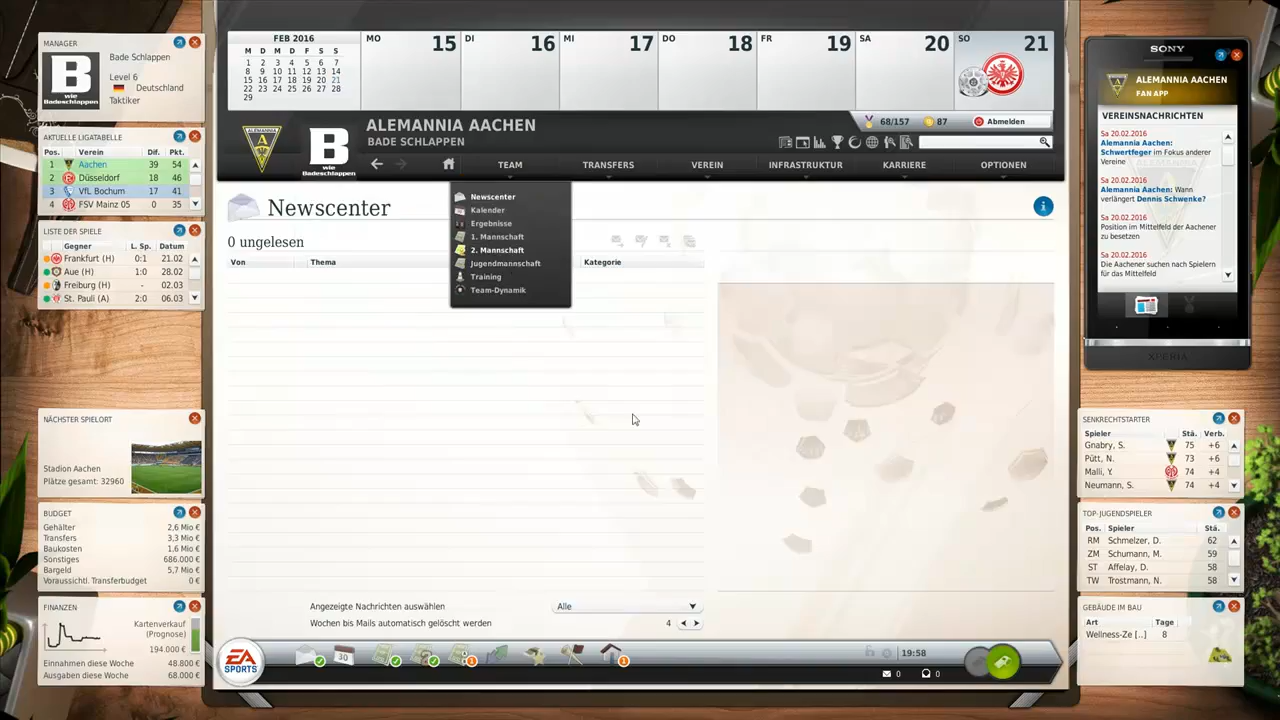 MANAGER
B
wie Badeschlappen
Bade Schlappen
Level 6
Deutschland
Taktiker
AKTUELLE LIGATABELLE
Pos. Verein Dif. Pkt.
1 Aachen 39 54
2 Düsseldorf 18 46
3 VfL Bochum 17 41
4 FSV Mainz 05 0 35
LISTE DER SPIELE
Gegner L. Sp. Datum
Frankfurt (H) 0:1 21.02
Aue (H) 1:0 28.02
Freiburg (H) - 02.03
St. Pauli (A) 2:0 06.03
NÄCHSTER SPIELORT
Stadion Aachen
Plätze gesamt: 32960
BUDGET
Gehälter 2,6 Mio €
Transfers 3,3 Mio €
Baukosten 1,6 Mio €
Sonstiges 686.000 €
Bargeld 5,7 Mio €
Voraussichtl. Transferbudget 0 €
FINANZEN
Kartenverkauf
(Prognose)
194.000 €
Einnahmen diese Woche 48.800 €
Ausgaben diese Woche 68.000 €
FEB 2016
M D M F S S
1 2 3 4 5 6 7
8 9 10 11 12 13 14
15 16 17 18 19 20 21
22 23 24 25 26 27 28
29
MO 15 DI 16 MI 17 DO 18 FR 19 SA 20 SO 21
ALEMANNIA AACHEN
BADE SCHLAPPEN
B
wie Badeschlappen
68/157 87 Abmelden
TEAM TRANSFERS VEREIN INFRASTRUKTUR KARRIERE OPTIONEN
Newscenter
Kalender
Ergebnisse
1. Mannschaft
2. Mannschaft
Jugendmannschaft
Training
Team-Dynamik
Newscenter
0 ungelesen
Von Thema Kategorie
Angezeigte Nachrichten auswählen Alle
Wochen bis Mails automatisch gelöscht werden 4
EA
SPORTS
30
1
1
19:58
0 0
SONY
ALEMANNIA AACHEN
FAN APP
VEREINSNACHRICHTEN
Sa 20.02.2016
Alemannia Aachen:
Schwertfeger im Fokus anderer
Vereine
Sa 20.02.2016
Alemannia Aachen: Wann
verlängert Dennis Schwenke?
Sa 20.02.2016
Position im Mittelfeld der Aachener
zu besetzen
Sa 20.02.2016
Die Aachener suchen nach Spielern
für das Mittelfeld
XPERIA
SENKRECHTSTARTER
Spieler Stä. Verb.
Gnabry, S. 75 +6
Pütt, N. 73 +6
Malli, Y. 74 +4
Neumann, S. 74 +4
TOP-JUGENDSPIELER
Pos. Spieler Stä.
RM Schmelzer, D. 62
ZM Schumann, M. 59
ST Affelay, D. 58
TW Trostmann, N. 58
GEBÄUDE IM BAU
Art Tage
Wellness-Ze [..] 8